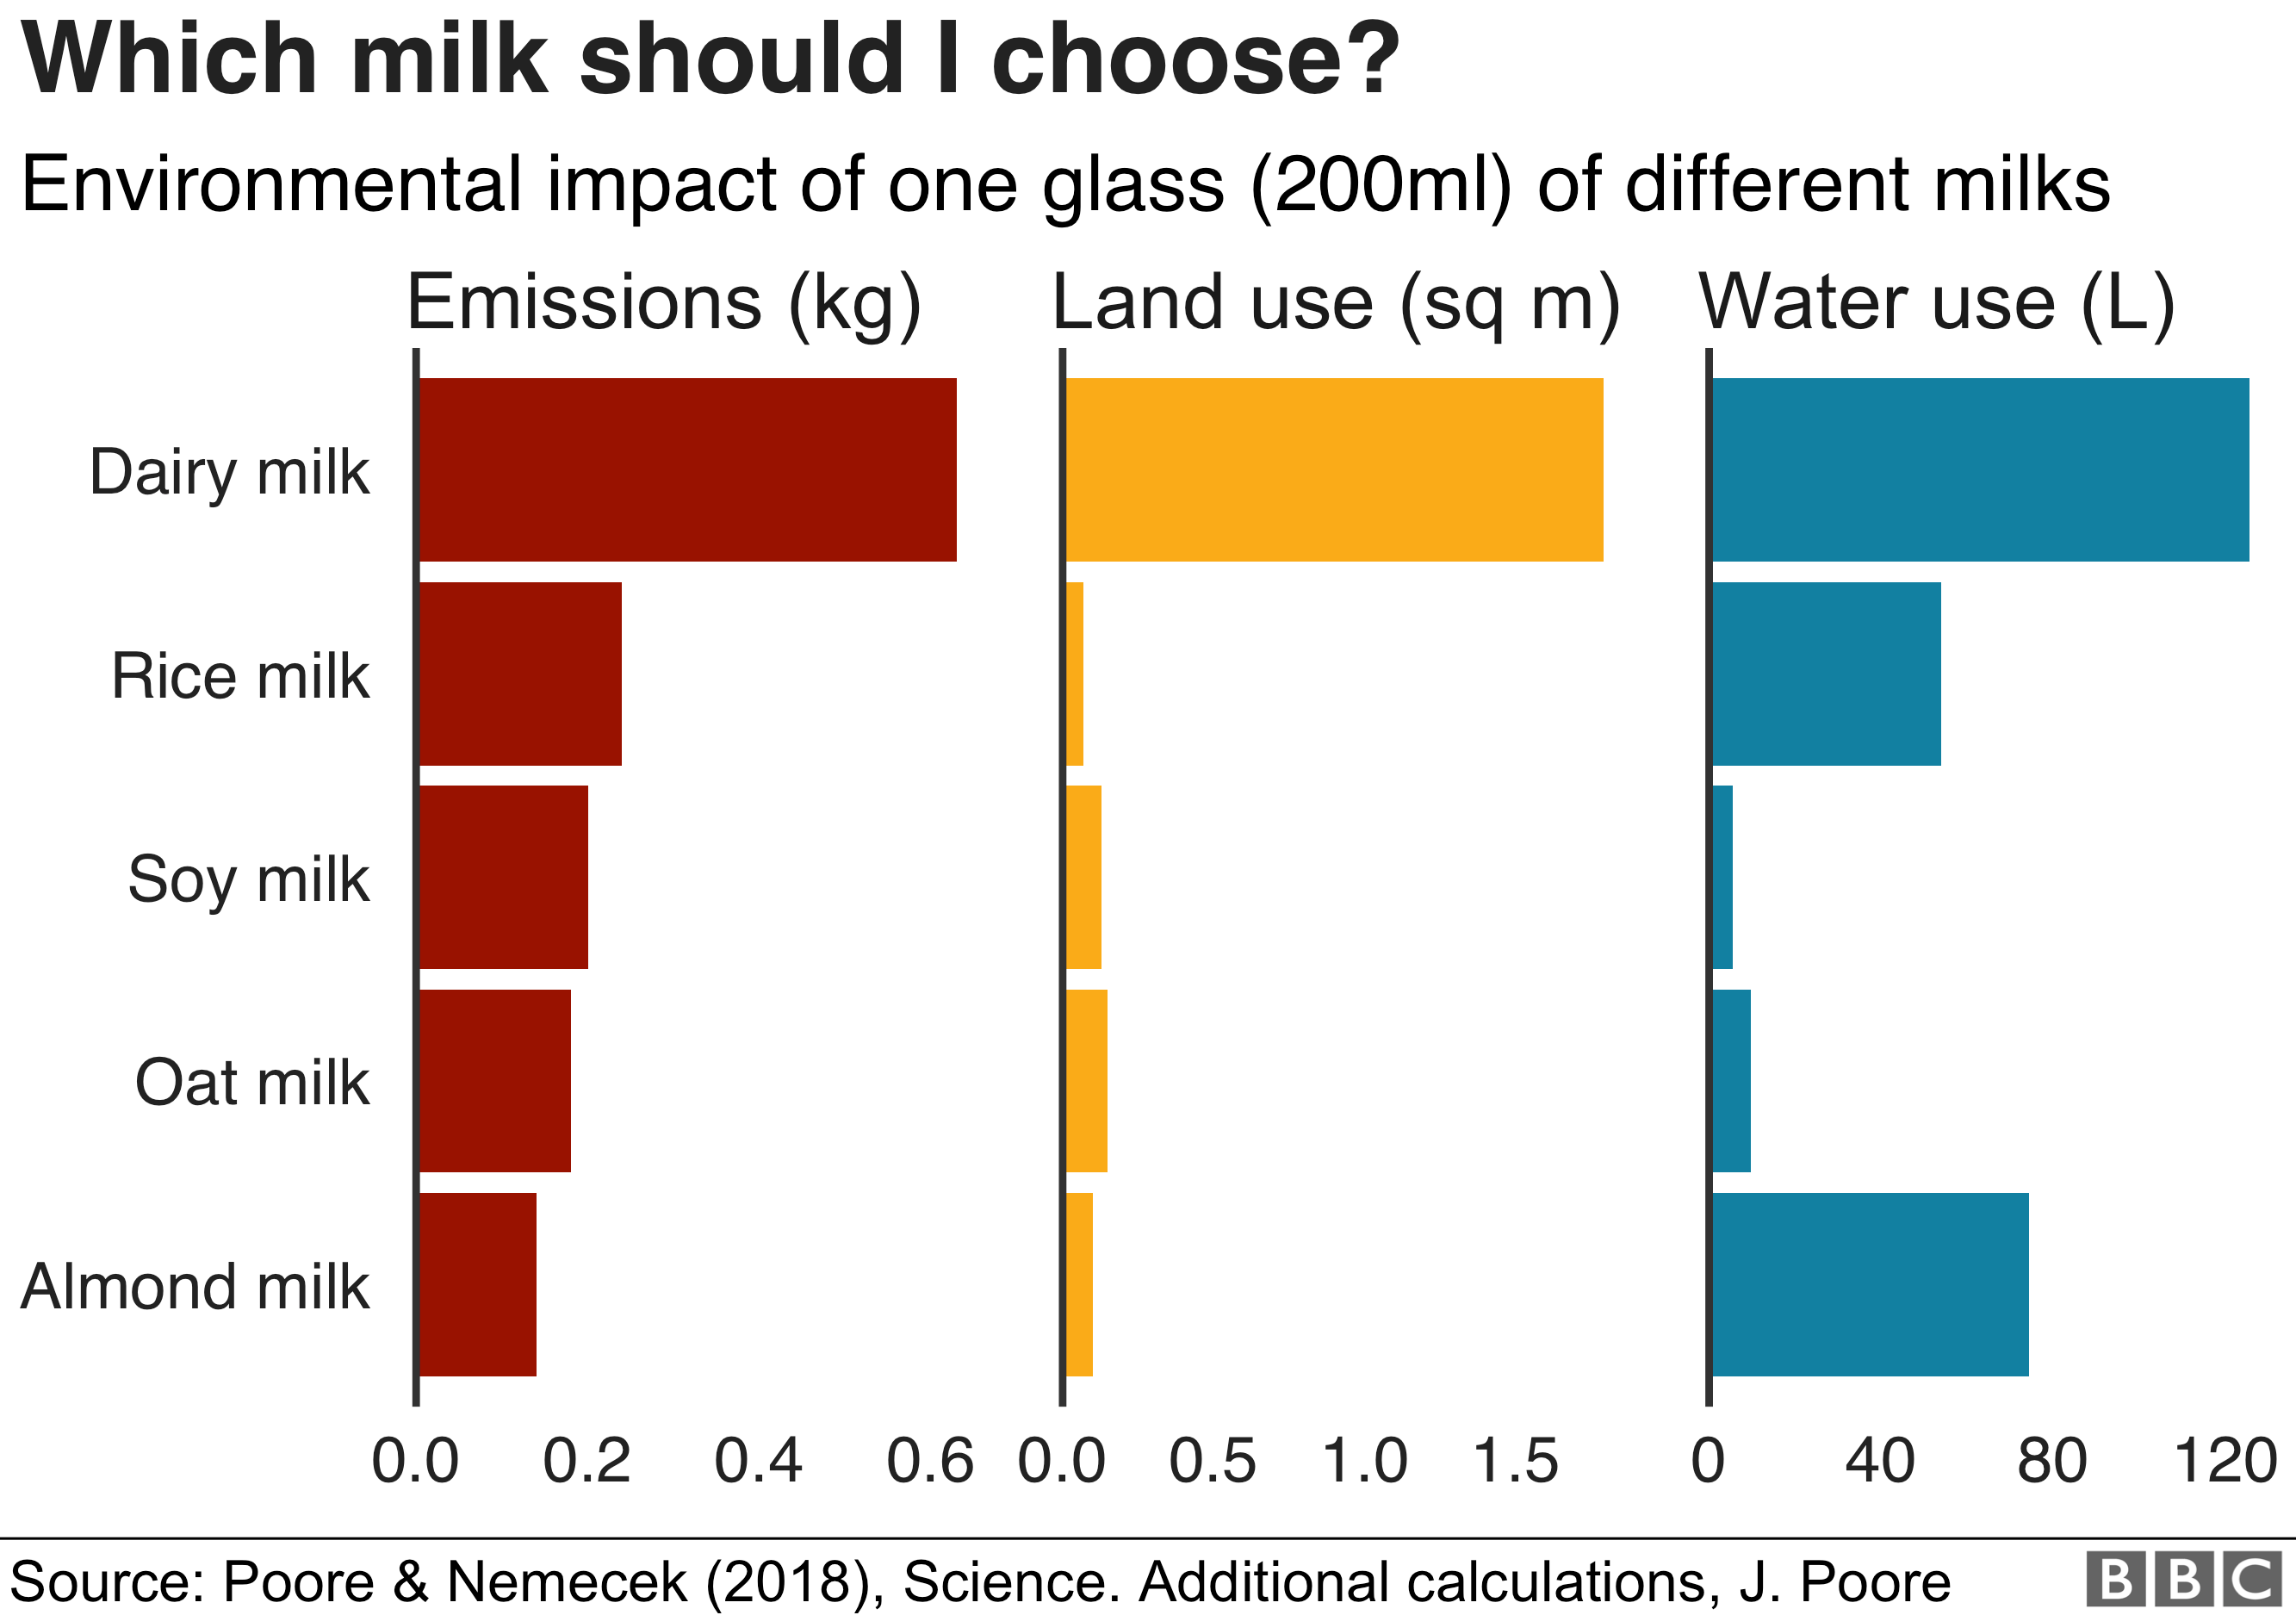 Which milk should I choose?
Environmental impact of one glass (200ml) of different milks
Emissions (kg) Land use (sq m) Water use (L)
Dairy milk
Rice milk
Soy milk
Oat milk
Almond milk
0.0 0.2 0.4 0.6 0.0 0.5 1.0 1.5 0 40 80 120
Source: Poore & Nemecek (2018), Science. Additional calculations, J. Poore BBC